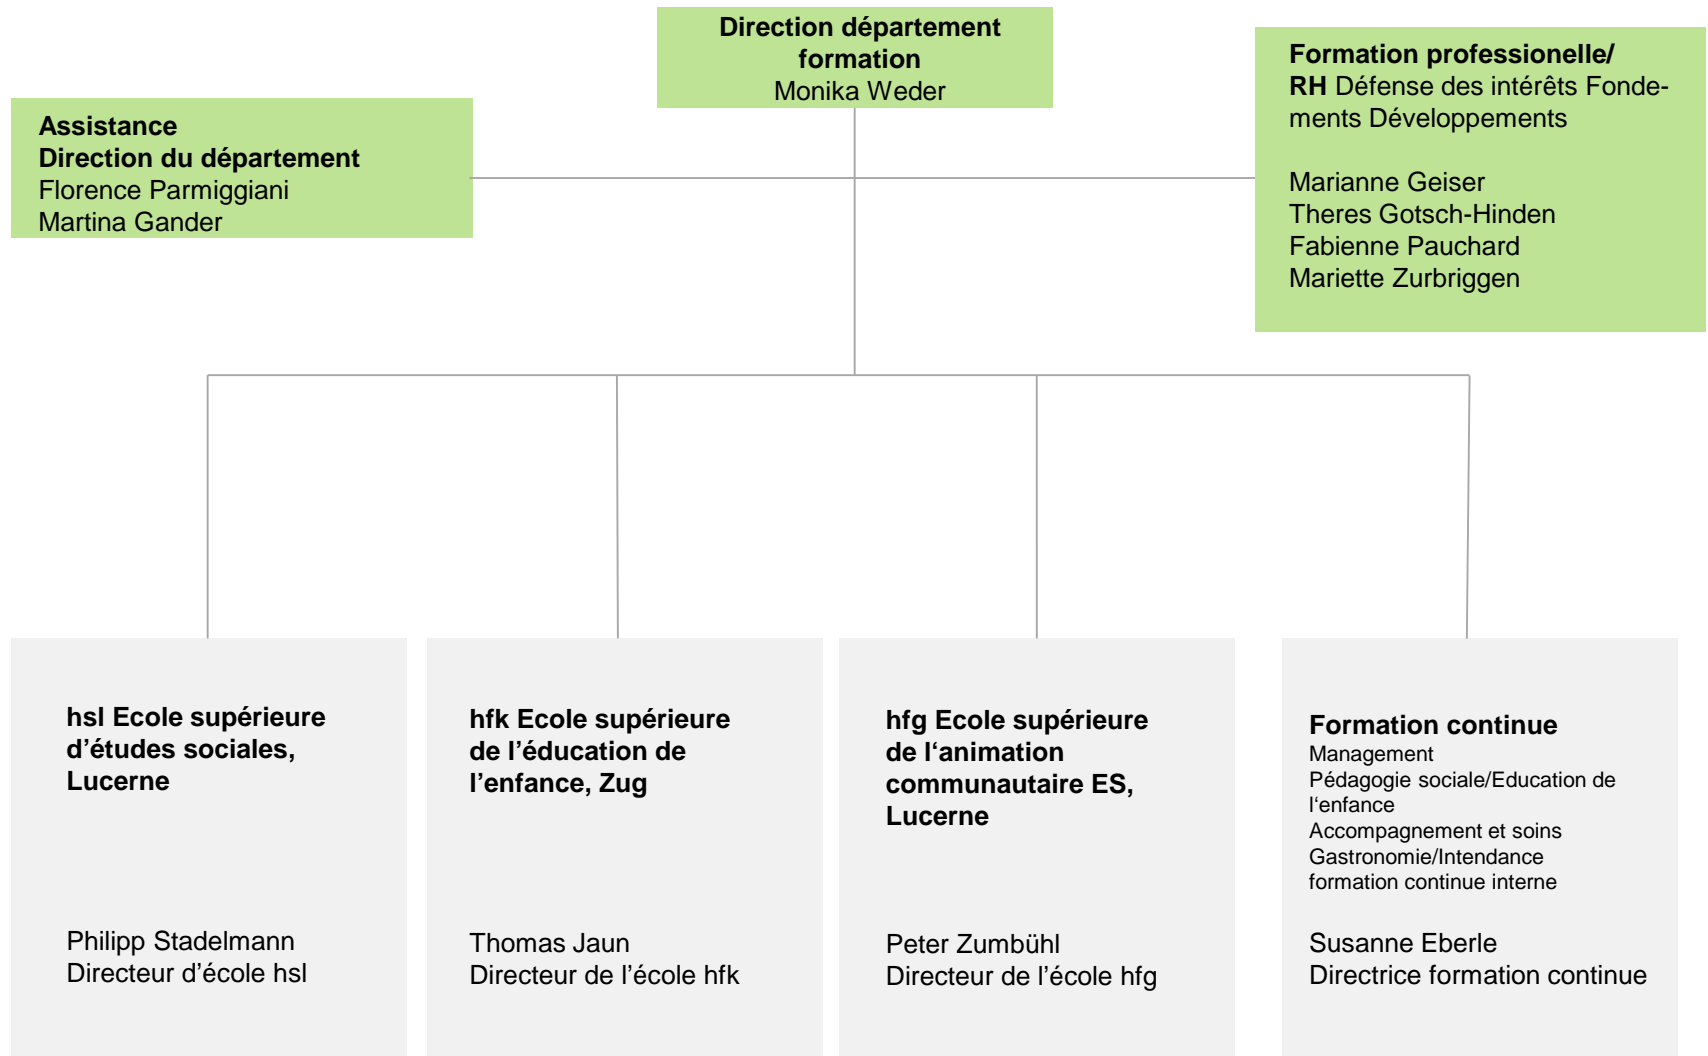 Direction département
formation
Monika Weder
Assistance
Direction du département
Florence Parmiggiani
Martina Gander
Formation professionelle/
RH Défense des intérêts Fonde-
ments Développements
Marianne Geiser
Theres Gotsch-Hinden
Fabienne Pauchard
Mariette Zurbriggen
hsl Ecole supérieure
d’études sociales,
Lucerne
Philipp Stadelmann
Directeur d’école hsl
hfk Ecole supérieure
de l’éducation de
l’enfance, Zug
Thomas Jaun
Directeur de l’école hfk
hfg Ecole supérieure
de l‘animation
communautaire ES,
Lucerne
Peter Zumbühl
Directeur de l’école hfg
Formation continue
Management
Pédagogie sociale/Education de
l‘enfance
Accompagnement et soins
Gastronomie/Intendance
formation continue interne
Susanne Eberle
Directrice formation continue